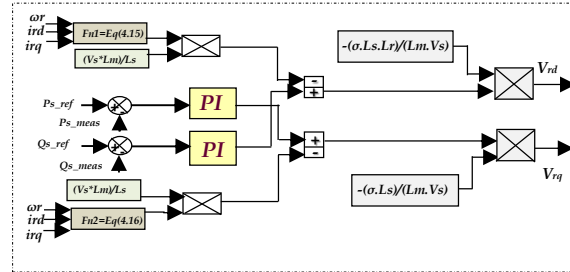 ωr
ird
irq
Fn1=Eq(4.15)
(Vs*Lm)/Ls
-(σ.Ls.Lr)/(Lm.Vs)
-
+
Vrd
Ps_ref
+
-
PI
Ps_meas
Qs_ref
+
-
PI
Qs_meas
+
-
Vrq
(Vs*Lm)/Ls
-(σ.Ls)/(Lm.Vs)
ωr
ird
irq
Fn2=Eq(4.16)